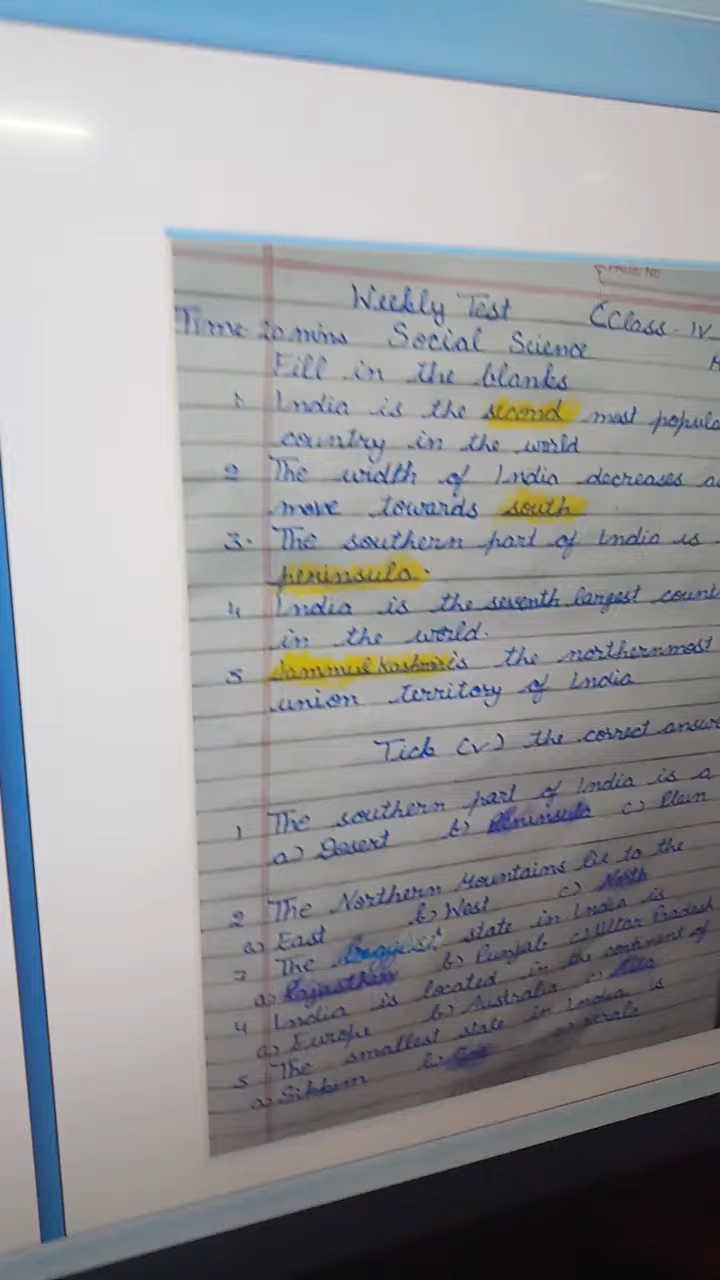 Weekly Test CClass - IV
Time 20 mins Social Science
Fill in the blanks
1 India is the second most popula
country in the world
2 The width of India decreases a
move towards south
3. The southern part of India is
peninsula.
4 India is the seventh largest count
in the world.
5 Jammu&Kashmir is the northernmost
union territory of India
Tick (✓) the correct answe
1 The southern part of India is a
a) Desert b) Peninsula c) Plain
2 The Northern Mountains lie to the
a) East b) West c) North
3 The biggest state in India is
a) Rajasthan b) Punjab c) Uttar Pradesh
4 India is located in the continent of
a) Europe b) Australia c) Asia
5 The smallest state in India is
a) Sikkim b) Goa c) Kerala